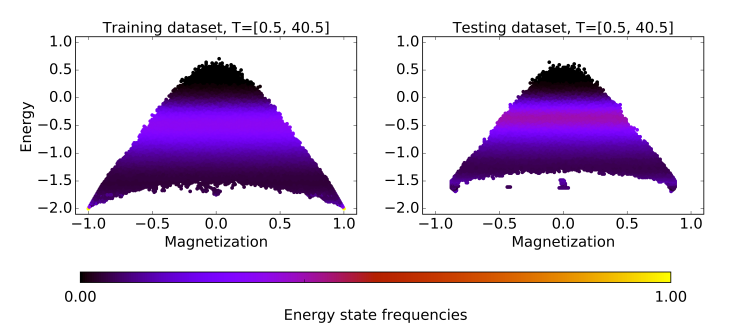 Training dataset, T=[0.5, 40.5]
Testing dataset, T=[0.5, 40.5]
1.0
0.5
0.0
−0.5
−1.0
−1.5
−2.0
Energy
−1.0 −0.5 0.0 0.5 1.0
Magnetization
1.0
0.5
0.0
−0.5
−1.0
−1.5
−2.0
−1.0 −0.5 0.0 0.5 1.0
Magnetization
0.00 1.00
Energy state frequencies